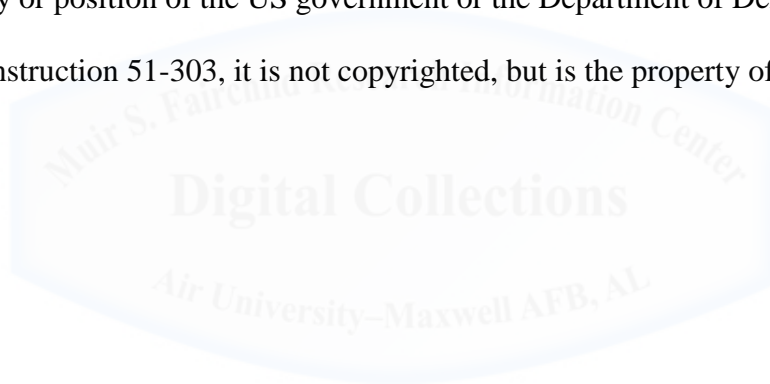 y or position of the US government or the Department of De
nstruction 51-303, it is not copyrighted, but is the property of
Muir S. Fairchild Research Information Center
Digital Collections
Air University–Maxwell AFB, AL